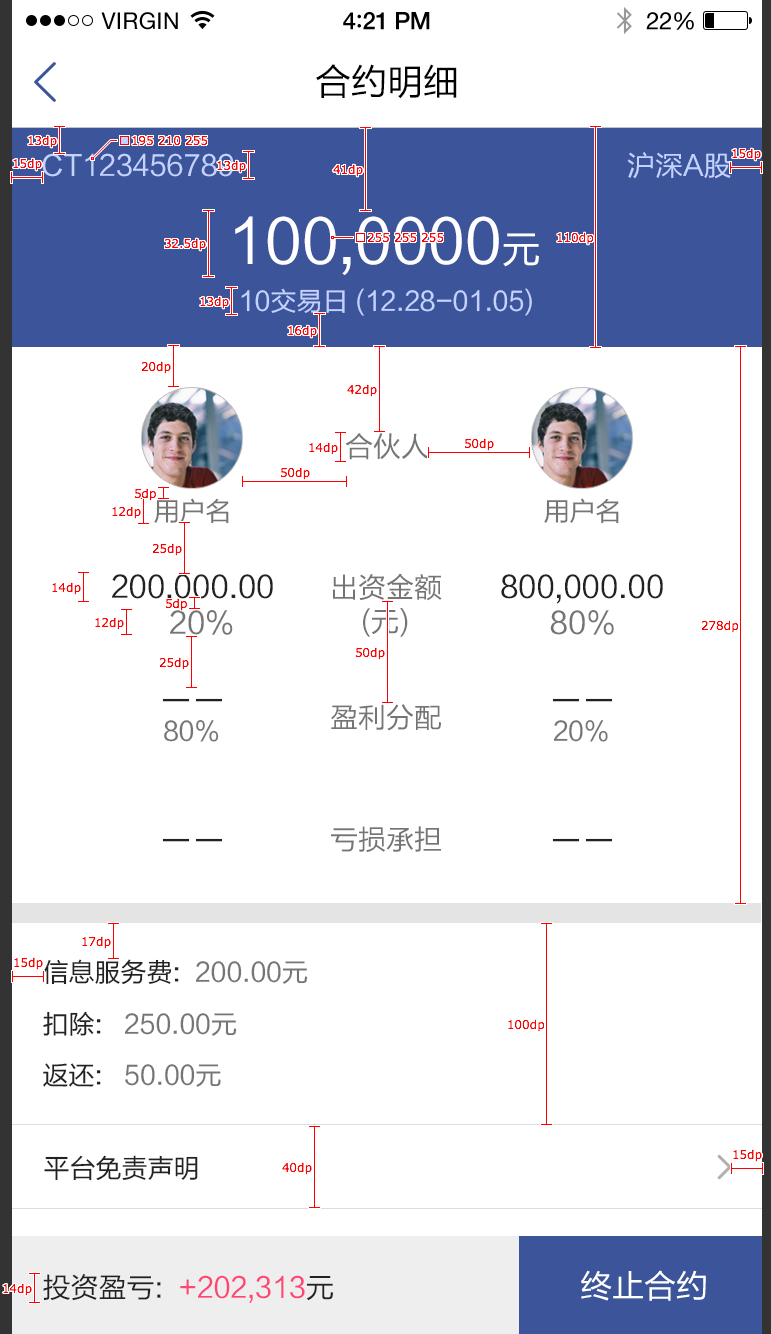 VIRGIN 4:21 PM 22%
合约明细
13dp 195 210 255
15dp CT123456789 13dp 41dp 沪深A股 15dp
32.5dp 100,0000元 255 255 255 110dp
13dp 10交易日 (12.28-01.05)
16dp
20dp
42dp
14dp 合伙人 50dp
50dp
5dp
12dp 用户名 用户名
25dp
14dp 200.000.00 出资金额 800,000.00
5dp
12dp 20% (元) 80% 278dp
25dp 50dp
—— 盈利分配 ——
80% 20%
—— 亏损承担 ——
17dp
15dp 信息服务费: 200.00元
扣除: 250.00元 100dp
返还: 50.00元
平台免责声明 40dp 15dp
14dp 投资盈亏: +202,313元 终止合约